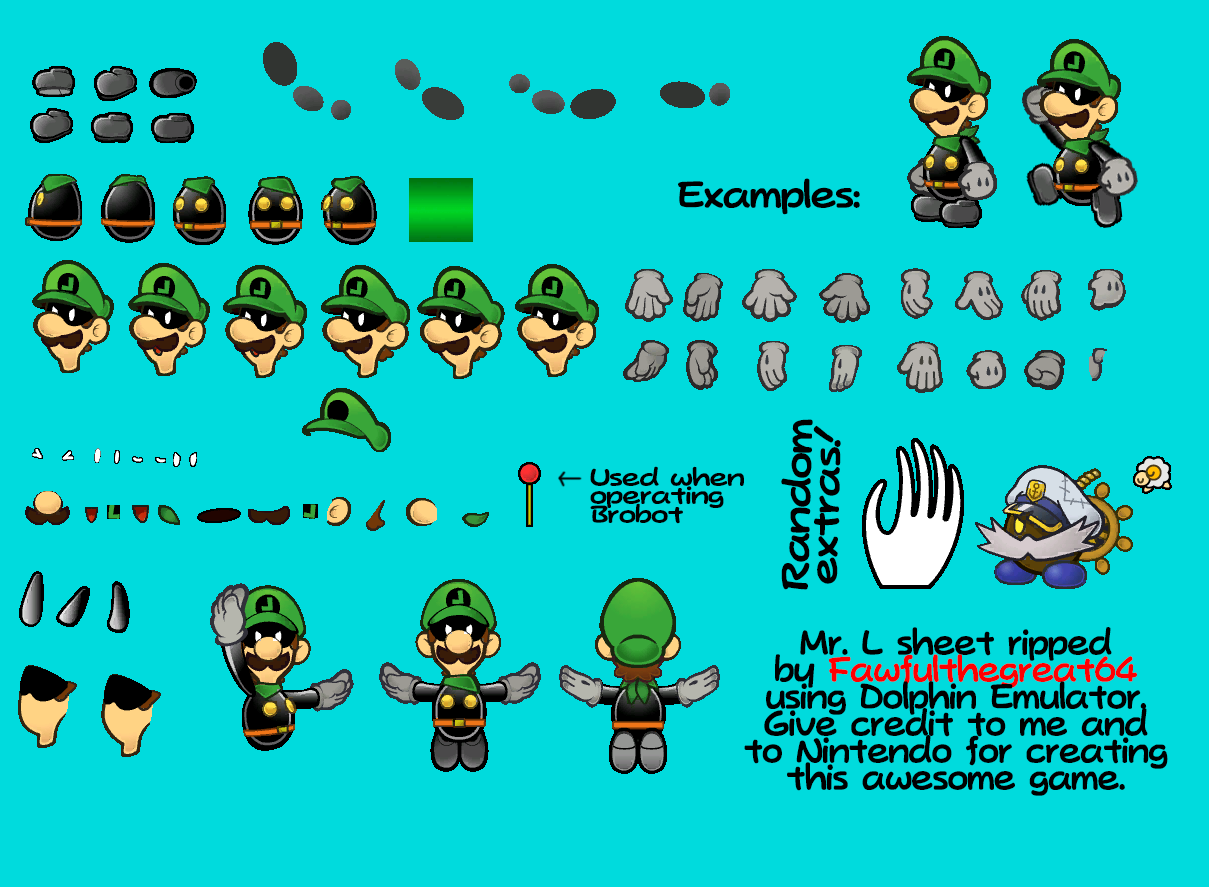 Examples:
← Used when
operating
Brobot
Random
extras!
Mr. L sheet ripped
by Fawfulthegreat64
using Dolphin Emulator.
Give credit to me and
to Nintendo for creating
this awesome game.